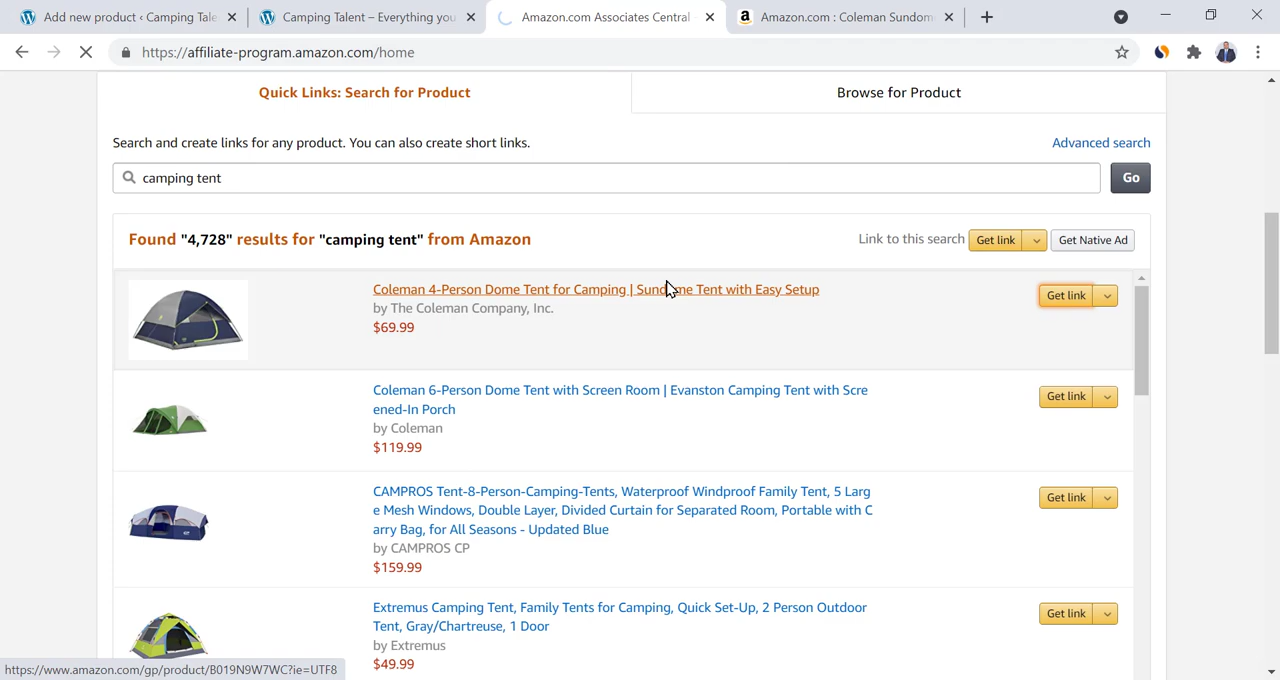 Add new product ‹ Camping Tale
Camping Talent – Everything you
Amazon.com Associates Central
Amazon.com : Coleman Sundom
https://affiliate-program.amazon.com/home
Quick Links: Search for Product
Browse for Product
Search and create links for any product. You can also create short links.
Advanced search
camping tent
Go
Found "4,728" results for "camping tent" from Amazon
Link to this search
Get link
Get Native Ad
Coleman 4-Person Dome Tent for Camping | Sundome Tent with Easy Setup
by The Coleman Company, Inc.
$69.99
Get link
Coleman 6-Person Dome Tent with Screen Room | Evanston Camping Tent with Scre
ened-In Porch
by Coleman
$119.99
Get link
CAMPROS Tent-8-Person-Camping-Tents, Waterproof Windproof Family Tent, 5 Larg
e Mesh Windows, Double Layer, Divided Curtain for Separated Room, Portable with C
arry Bag, for All Seasons - Updated Blue
by CAMPROS CP
$159.99
Get link
Extremus Camping Tent, Family Tents for Camping, Quick Set-Up, 2 Person Outdoor
Tent, Gray/Chartreuse, 1 Door
by Extremus
$49.99
Get link
https://www.amazon.com/gp/product/B019N9W7WC?ie=UTF8